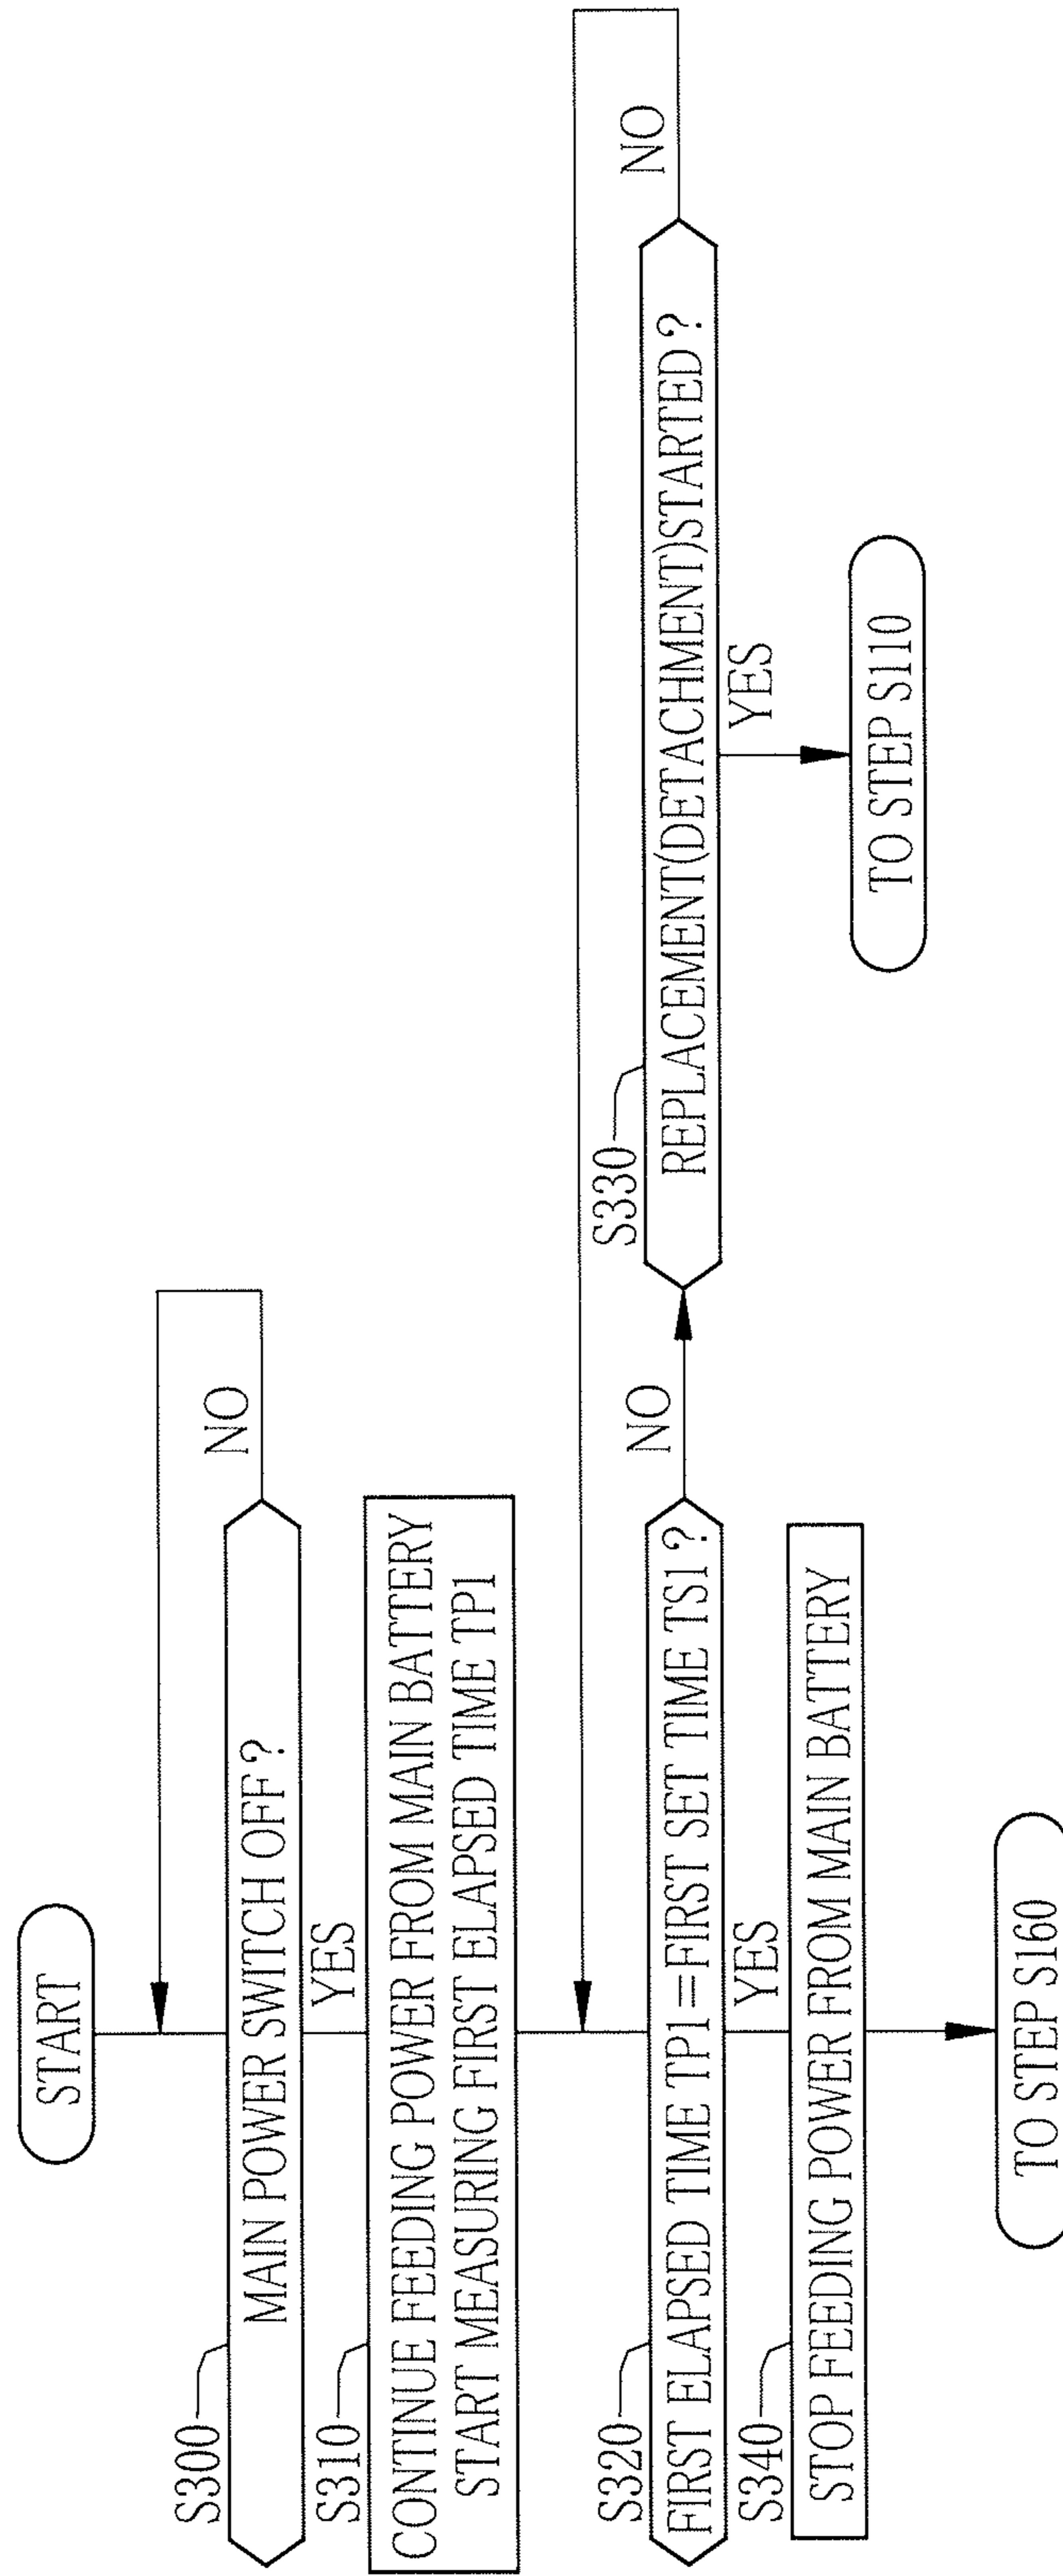 START
S300
MAIN POWER SWITCH OFF?
NO
YES
S310
CONTINUE FEEDING POWER FROM MAIN BATTERY
START MEASURING FIRST ELAPSED TIME TP1
S320
FIRST ELAPSED TIME TP1=FIRST SET TIME TS1?
NO
S330
REPLACEMENT(DETACHMENT)STARTED?
NO
YES
YES
S340
STOP FEEDING POWER FROM MAIN BATTERY
TO STEP S110
TO STEP S160